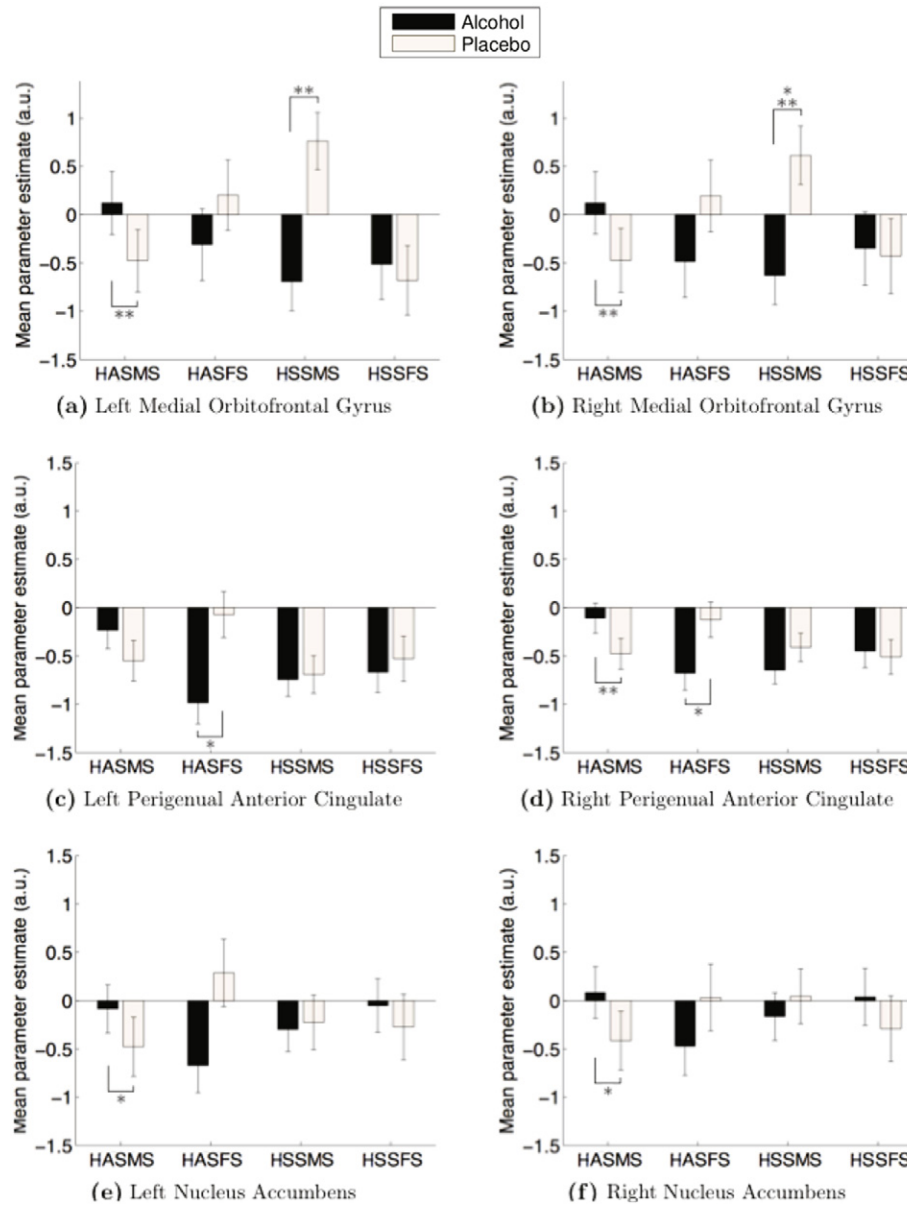 Alcohol
Placebo
Mean parameter estimate (a.u.)
1
0.5
0
−0.5
−1
−1.5
**
**
HASMS HASFS HSSMS HSSFS
(a) Left Medial Orbitofrontal Gyrus
Mean parameter estimate (a.u.)
1
0.5
0
−0.5
−1
−1.5
**
*
**
HASMS HASFS HSSMS HSSFS
(b) Right Medial Orbitofrontal Gyrus
Mean parameter estimate (a.u.)
1.5
1
0.5
0
−0.5
−1
−1.5
*
HASMS HASFS HSSMS HSSFS
(c) Left Perigenual Anterior Cingulate
Mean parameter estimate (a.u.)
1.5
1
0.5
0
−0.5
−1
−1.5
**
*
HASMS HASFS HSSMS HSSFS
(d) Right Perigenual Anterior Cingulate
Mean parameter estimate (a.u.)
1.5
1
0.5
0
−0.5
−1
−1.5
*
HASMS HASFS HSSMS HSSFS
(e) Left Nucleus Accumbens
Mean parameter estimate (a.u.)
1.5
1
0.5
0
−0.5
−1
−1.5
*
HASMS HASFS HSSMS HSSFS
(f) Right Nucleus Accumbens